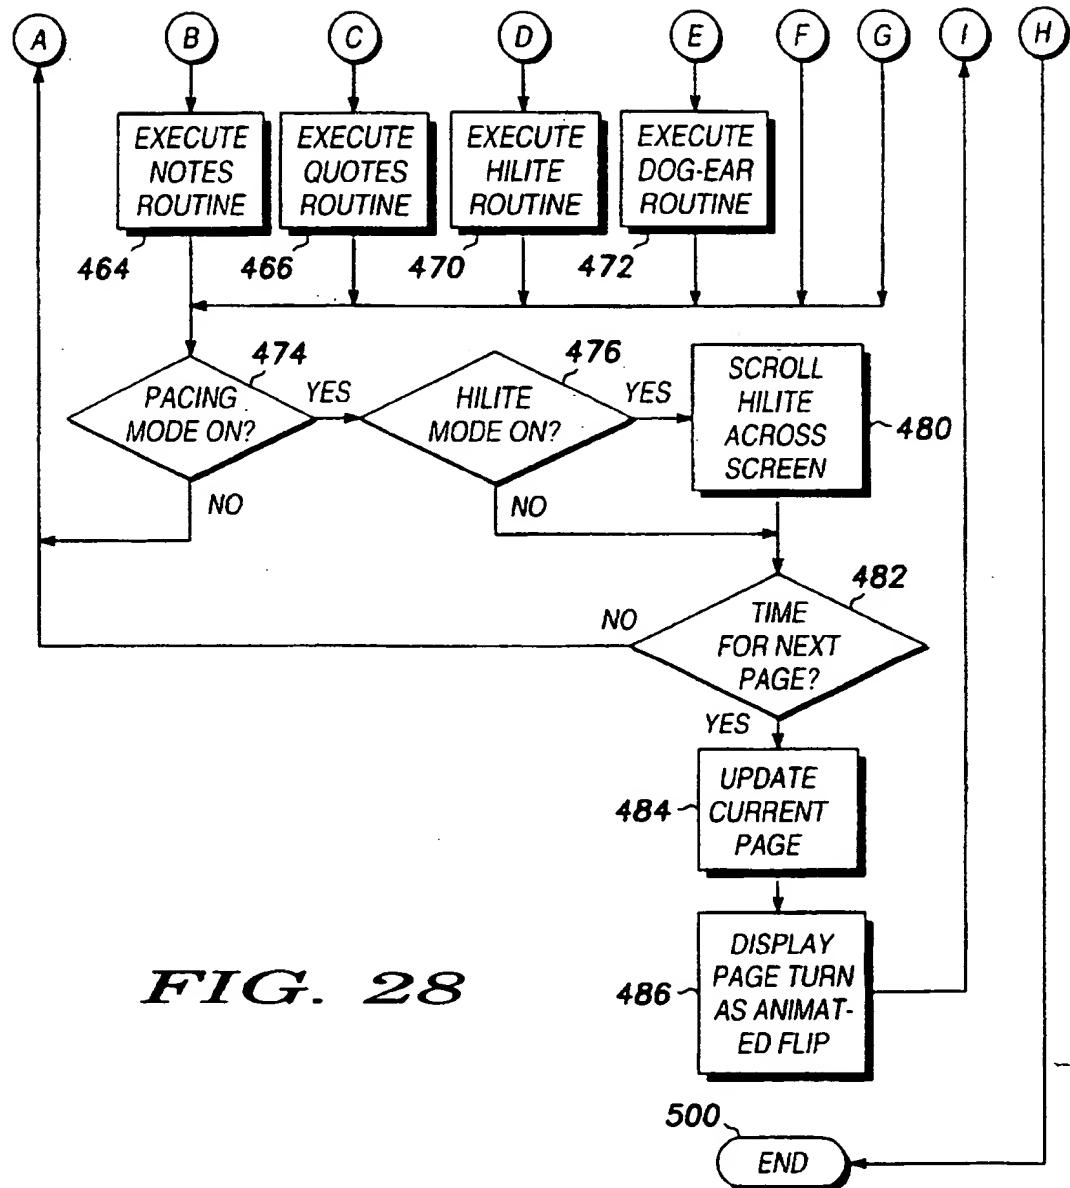 A B C D E F G I H
EXECUTE
NOTES
ROUTINE
464
EXECUTE
QUOTES
ROUTINE
466
EXECUTE
HILITE
ROUTINE
470
EXECUTE
DOG-EAR
ROUTINE
472
PACING
MODE ON?
474
YES
NO
HILITE
MODE ON?
476
YES
NO
SCROLL
HILITE
ACROSS
SCREEN
480
TIME
FOR NEXT
PAGE?
482
NO
YES
UPDATE
CURRENT
PAGE
484
DISPLAY
PAGE TURN
AS ANIMAT-
ED FLIP
486
FIG. 28
500
END